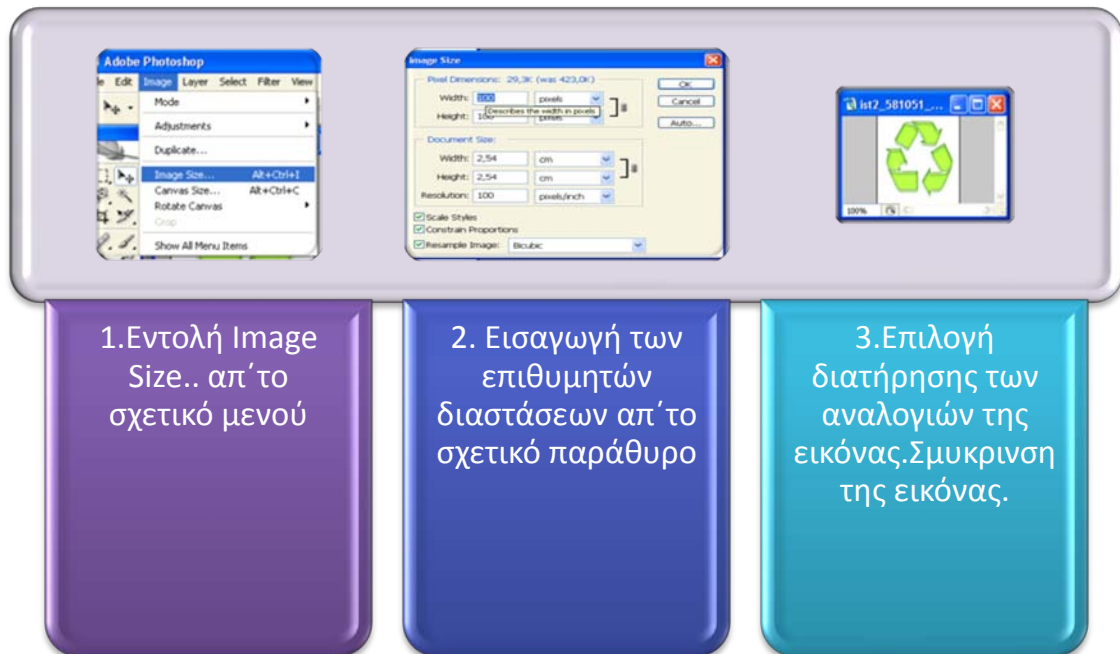 Adobe Photoshop
Edit Image Layer Select Filter View
Mode
Adjustments
Duplicate...
Image Size... Alt+Ctrl+I
Canvas Size... Alt+Ctrl+C
Rotate Canvas
Crop
Show All Menu Items
Image Size
Pixel Dimensions: 29,3K (was 423,0K)
Width: 100 pixels
Describes the width in pixels
Height: 100 pixels
OK
Cancel
Auto...
Document Size:
Width: 2,54 cm
Height: 2,54 cm
Resolution: 100 pixels/inch
Scale Styles
Constrain Proportions
Resample Image: Bicubic
ist2_581051_...
100%
1.Εντολή Image
Size.. απ΄το
σχετικό μενού
2. Εισαγωγή των
επιθυμητών
διαστάσεων απ΄το
σχετικό παράθυρο
3.Επιλογή
διατήρησης των
αναλογιών της
εικόνας.Σμυκρινση
της εικόνας.